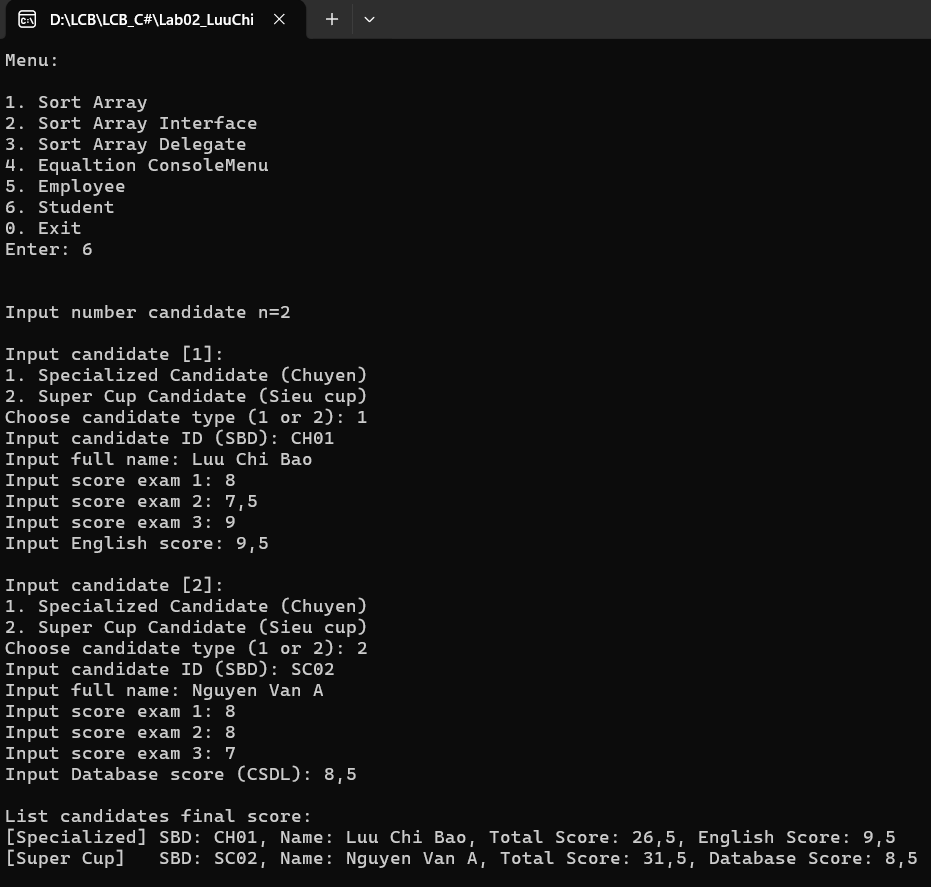 D:\LCB\LCB_C#\Lab02_LuuChi
Menu:
1. Sort Array
2. Sort Array Interface
3. Sort Array Delegate
4. Equaltion ConsoleMenu
5. Employee
6. Student
0. Exit
Enter: 6
Input number candidate n=2
Input candidate [1]:
1. Specialized Candidate (Chuyen)
2. Super Cup Candidate (Sieu cup)
Choose candidate type (1 or 2): 1
Input candidate ID (SBD): CH01
Input full name: Luu Chi Bao
Input score exam 1: 8
Input score exam 2: 7,5
Input score exam 3: 9
Input English score: 9,5
Input candidate [2]:
1. Specialized Candidate (Chuyen)
2. Super Cup Candidate (Sieu cup)
Choose candidate type (1 or 2): 2
Input candidate ID (SBD): SC02
Input full name: Nguyen Van A
Input score exam 1: 8
Input score exam 2: 8
Input score exam 3: 7
Input Database score (CSDL): 8,5
List candidates final score:
[Specialized] SBD: CH01, Name: Luu Chi Bao, Total Score: 26,5, English Score: 9,5
[Super Cup]   SBD: SC02, Name: Nguyen Van A, Total Score: 31,5, Database Score: 8,5